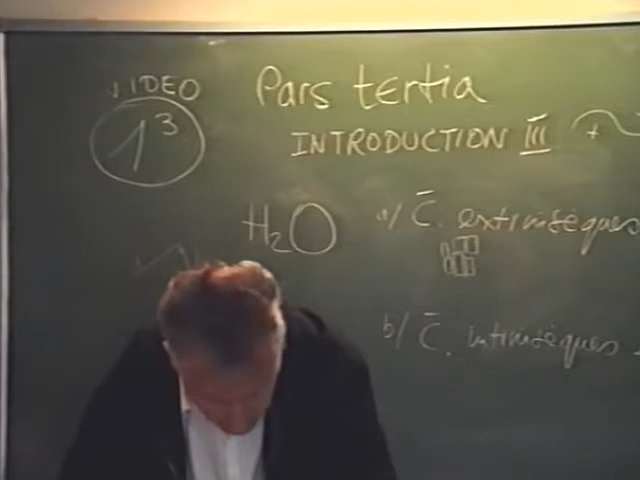 VIDEO
1³
Pars tertia
INTRODUCTION III +
H₂O
a/ C̄. extrinsèques
b/ C̄. intrinsèques